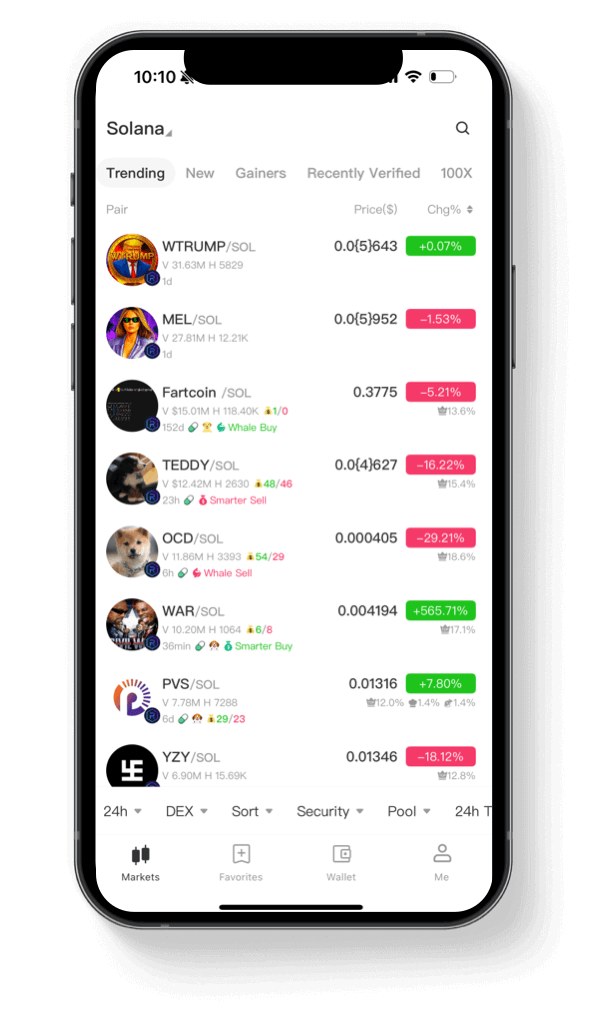 10:10
Solana
Trending New Gainers Recently Verified 100X
Pair Price($) Chg%
WTRUMP
WTRUMP/SOL 0.0{5}643 +0.07%
V 31.63M H 5829
1d
MEL/SOL 0.0{5}952 -1.53%
V 27.81M H 12.21K
1d
Fartcoin /SOL 0.3775 -5.21%
V $15.01M H 118.40K 1/0 13.6%
152d Whale Buy
TEDDY/SOL 0.0{4}627 -16.22%
V $12.42M H 2630 48/46 15.4%
23h Smarter Sell
OCD/SOL 0.000405 -29.21%
V 11.86M H 3393 54/29 18.6%
6h Whale Sell
WAR/SOL 0.004194 +565.71%
V 10.20M H 1064 6/8 17.1%
36min Smarter Buy
PVS/SOL 0.01316 +7.80%
V 7.78M H 7288 12.0% 1.4% 1.4%
6d 29/23
YZY/SOL 0.01346 -18.12%
V 6.90M H 15.69K 12.8%
24h DEX Sort Security Pool 24h T
Markets Favorites Wallet Me